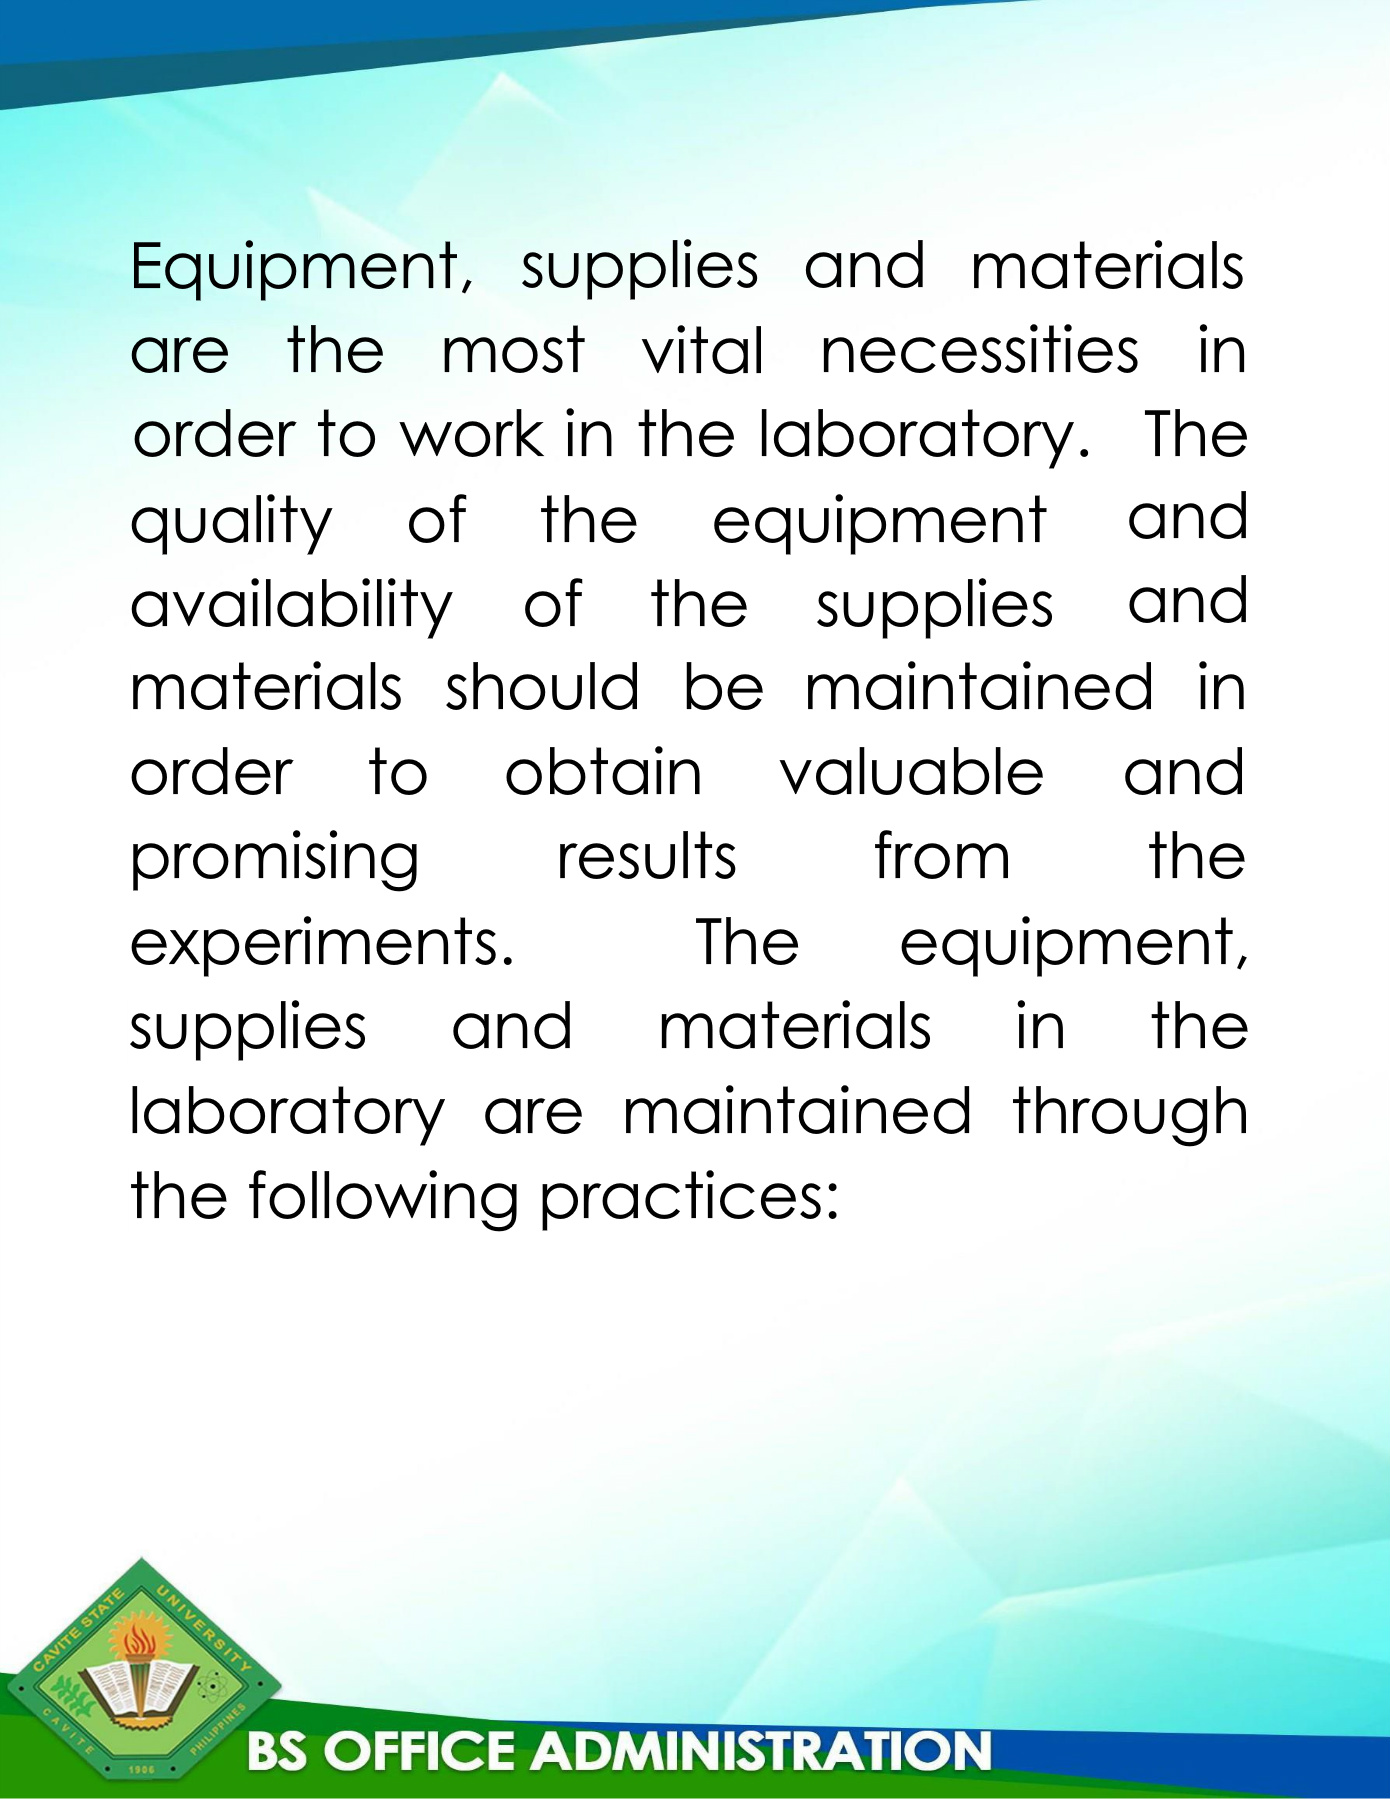 Equipment, supplies and materials
are the most vital necessities in
order to work in the laboratory. The
quality of the equipment and
availability of the supplies and
materials should be maintained in
order to obtain valuable and
promising results from the
experiments. The equipment,
supplies and materials in the
laboratory are maintained through
the following practices:
CAVITE STATE UNIVERSITY
CAVITE PHILIPPINES
1906
BS OFFICE ADMINISTRATION